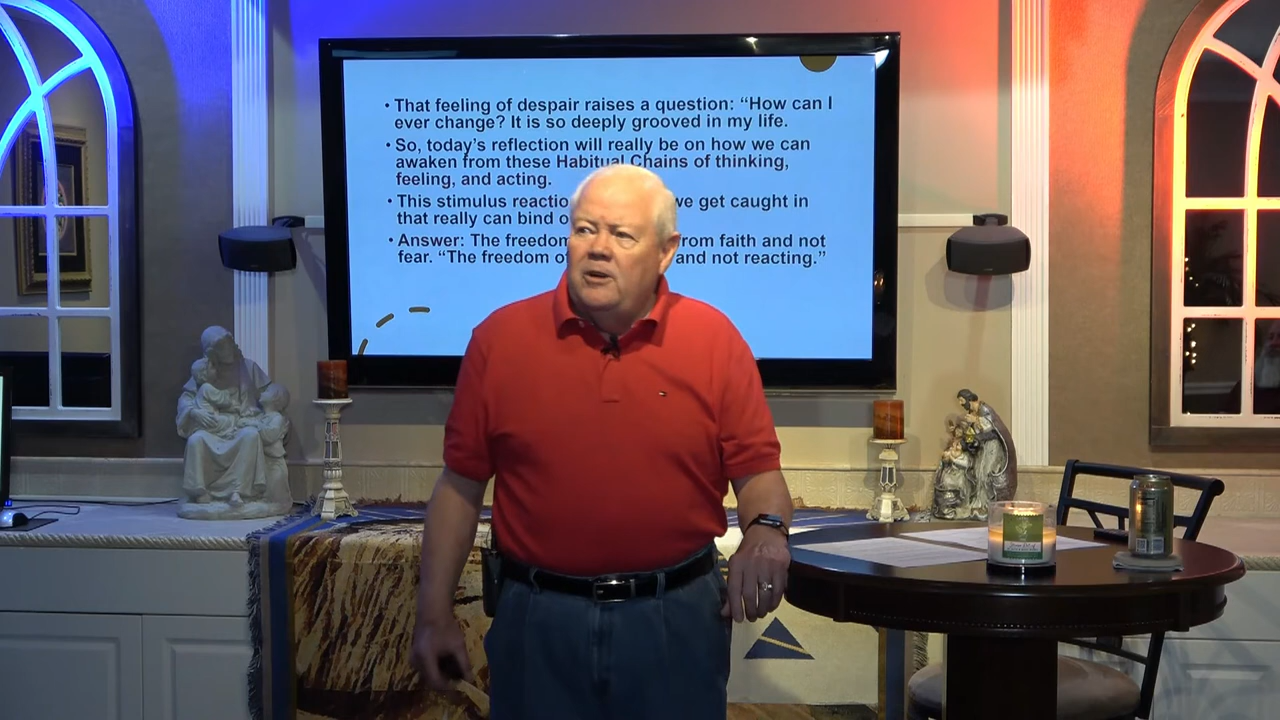 • That feeling of despair raises a question: “How can I
ever change? It is so deeply grooved in my life.
• So, today’s reflection will really be on how we can
awaken from these Habitual Chains of thinking,
feeling, and acting.
• This stimulus we get caught in
that really can bind
• Answer: The freedom from faith and not
fear. “The freedom and not reacting.”